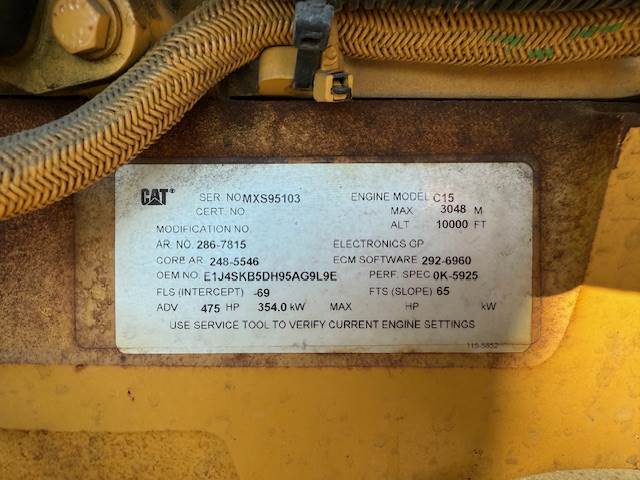 CAT® SER. NO MXS95103 ENGINE MODEL C15
CERT. NO. MAX 3048 M
MODIFICATION NO. ALT 10000 FT
AR. NO. 286-7815 ELECTRONICS GP
CORE AR 248-5546 ECM SOFTWARE 292-6960
OEM NO. E1J4SKB5DH95AG9L9E PERF. SPEC 0K-5925
FLS (INTERCEPT) -69 FTS (SLOPE) 65
ADV 475 HP 354.0 kW MAX HP kW
USE SERVICE TOOL TO VERIFY CURRENT ENGINE SETTINGS